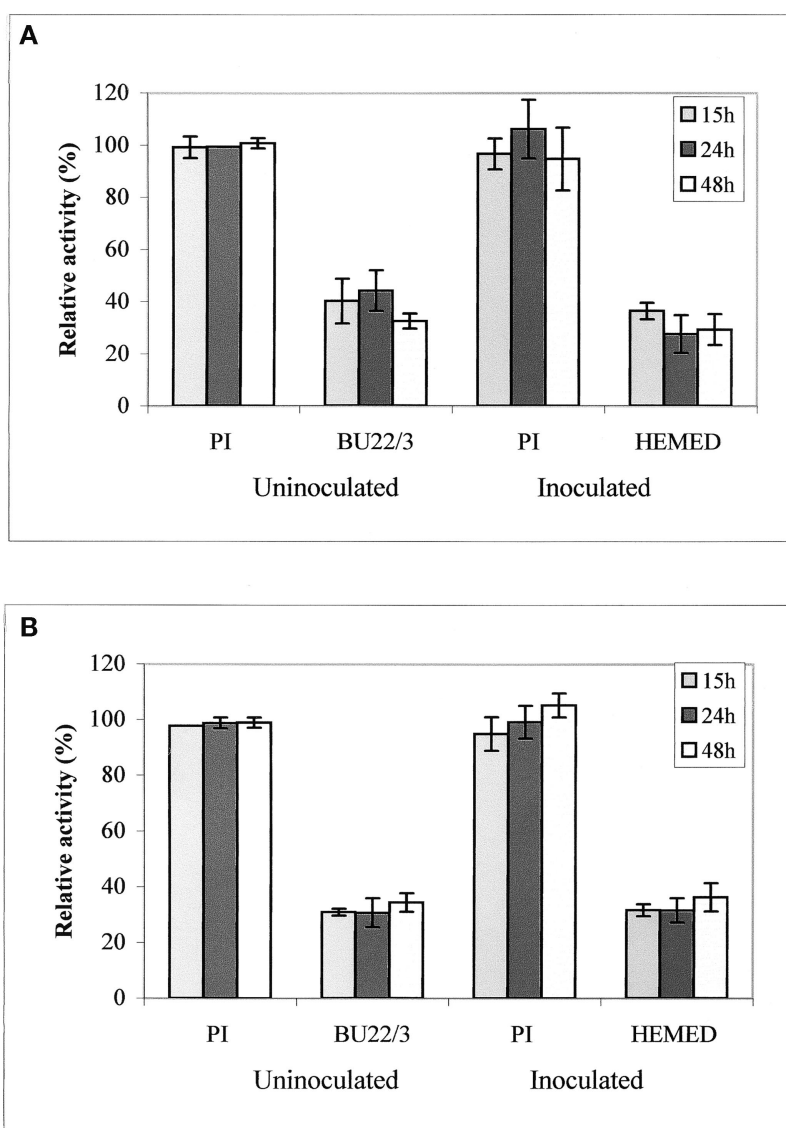 A
120
100
80
60
40
20
0
Relative activity (%)
15h
24h
48h
PI BU22/3 PI HEMED
Uninoculated Inoculated
B
120
100
80
60
40
20
0
Relative activity (%)
15h
24h
48h
PI BU22/3 PI HEMED
Uninoculated Inoculated